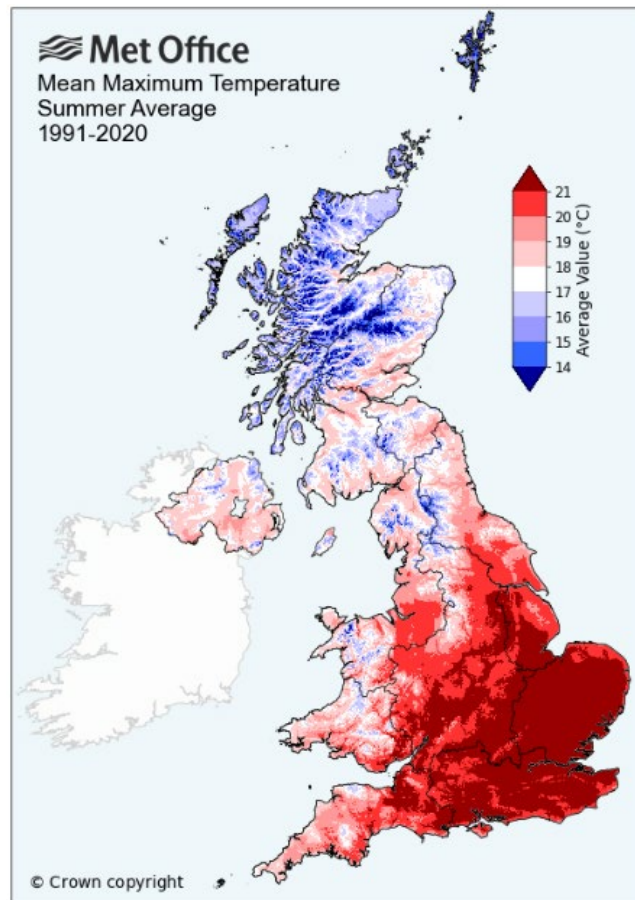 Met Office
Mean Maximum Temperature
Summer Average
1991-2020
21
20
19
18
17
16
15
14
Average Value (°C)
© Crown copyright